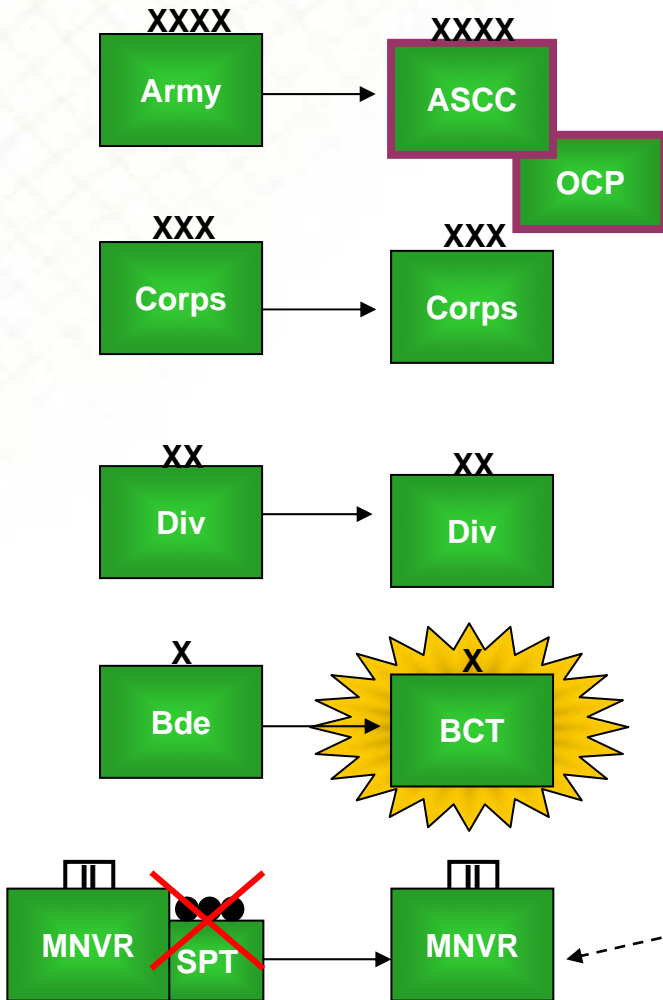 XXXX XXXX
Army ASCC
OCP
XXX XXX
Corps Corps
XX XX
Div Div
X X
Bde BCT
II II
MNVR SPT MNVR